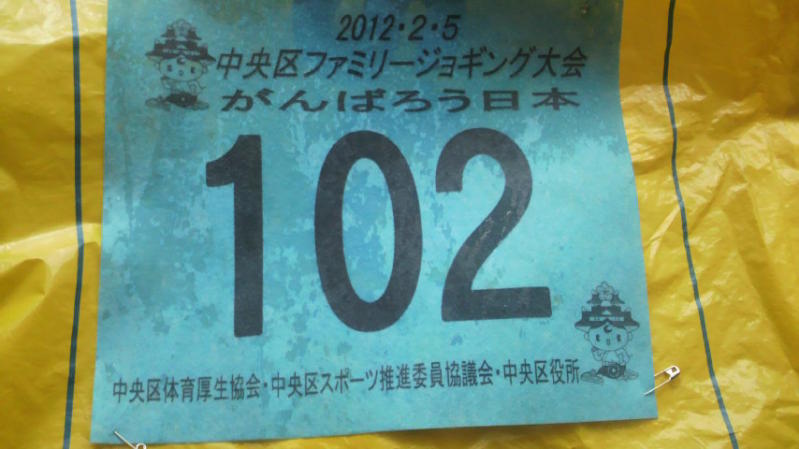 2012・2・5
中央区ファミリージョギング大会
がんばろう日本
102
中央区体育厚生協会・中央区スポーツ推進委員協議会・中央区役所